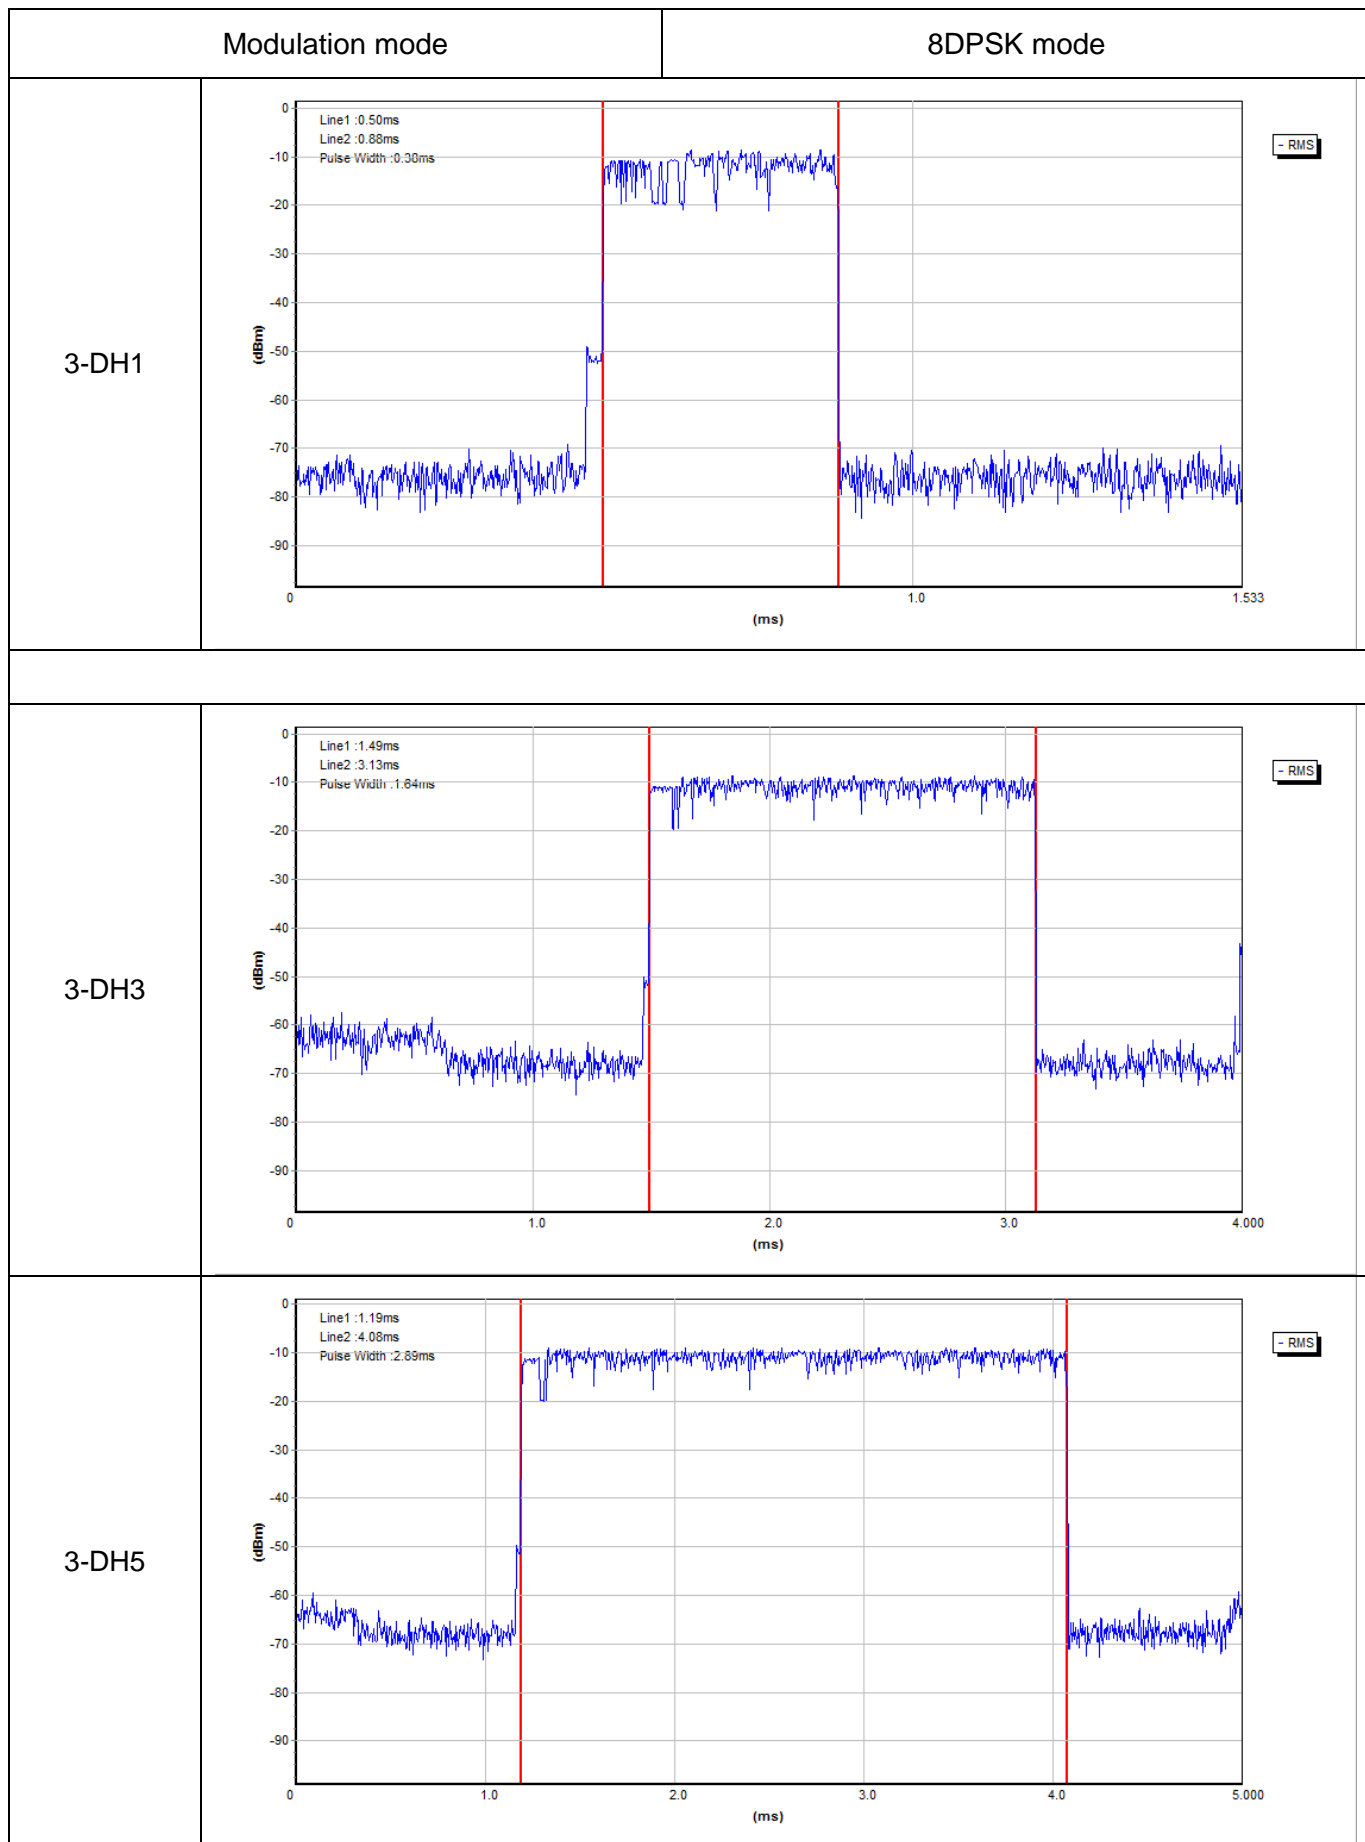 Modulation mode
8DPSK mode
3-DH1
Line1 :0.50ms
Line2 :0.88ms
Pulse Width :0.38ms
RMS
0
-10
-20
-30
-40
-50
-60
-70
-80
-90
(dBm)
0
1.0
1.533
(ms)
3-DH3
Line1 :1.49ms
Line2 :3.13ms
Pulse Width :1.64ms
RMS
0
-10
-20
-30
-40
-50
-60
-70
-80
-90
(dBm)
0
1.0
2.0
3.0
4.000
(ms)
3-DH5
Line1 :1.19ms
Line2 :4.08ms
Pulse Width :2.89ms
RMS
0
-10
-20
-30
-40
-50
-60
-70
-80
-90
(dBm)
0
1.0
2.0
3.0
4.0
5.000
(ms)